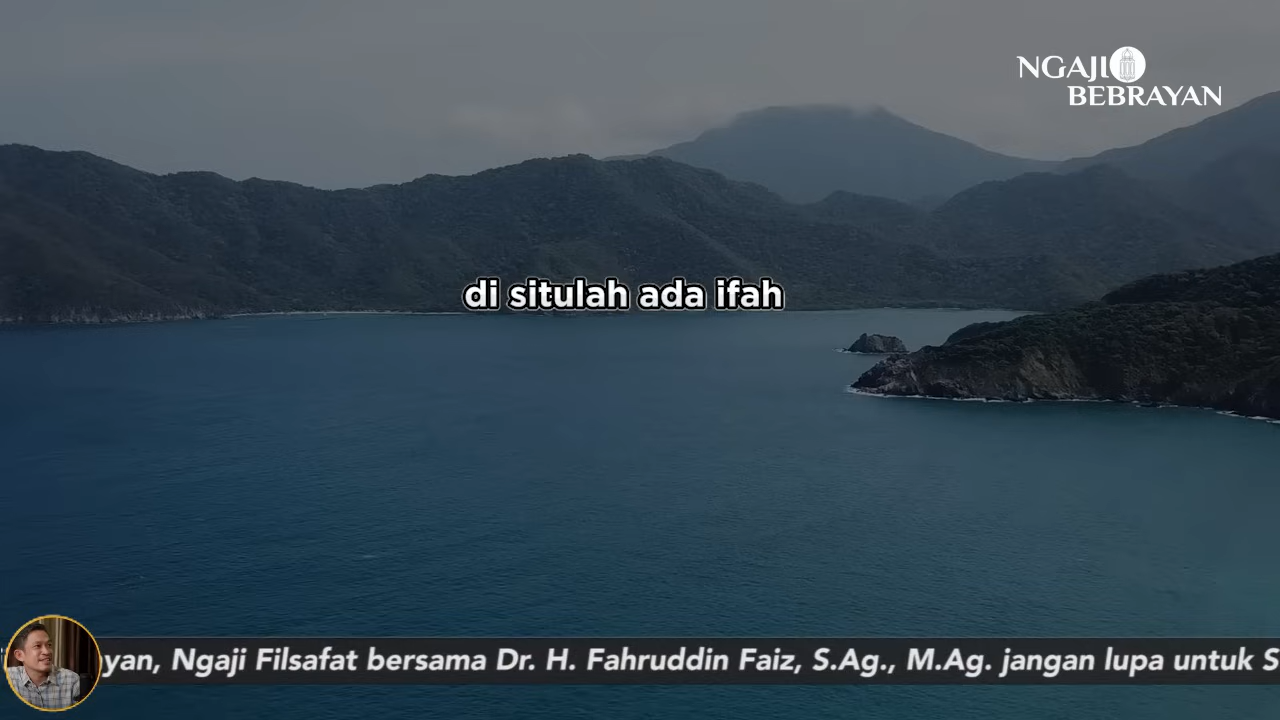 NGAJI
BEBRAYAN
di situlah ada ifah
yan, Ngaji Filsafat bersama Dr. H. Fahruddin Faiz, S.Ag., M.Ag. jangan lupa untuk S